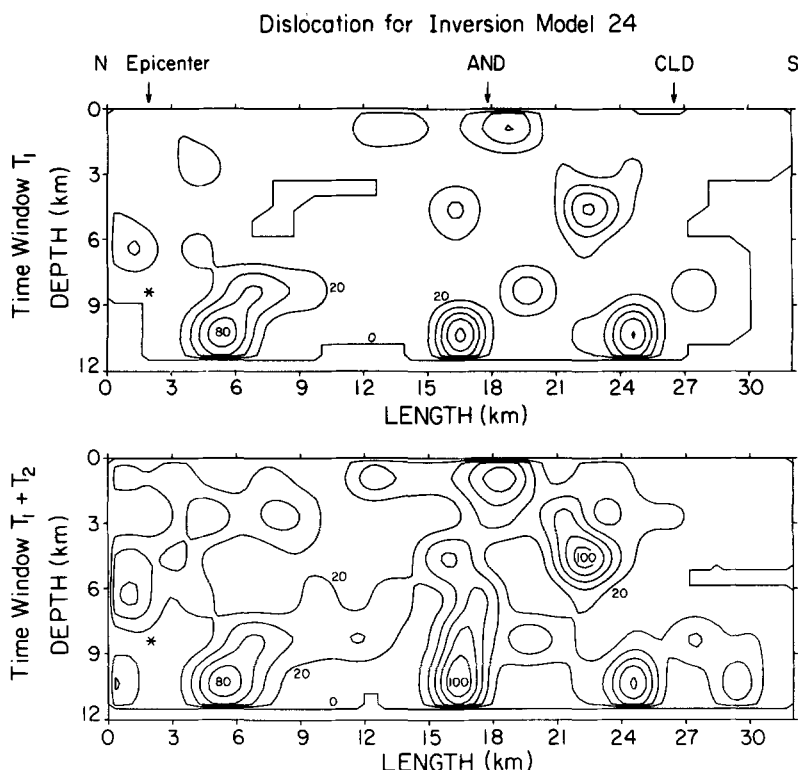 Dislocation for Inversion Model 24
N Epicenter AND CLD S
Time Window T1
DEPTH (km)
0
3
6
9
12
20
20
80
0
0 3 6 9 12 15 18 21 24 27 30
LENGTH (km)
Time Window T1 + T2
DEPTH (km)
0
3
6
9
12
100
20
20
80
20
100
0
0 3 6 9 12 15 18 21 24 27 30
LENGTH (km)